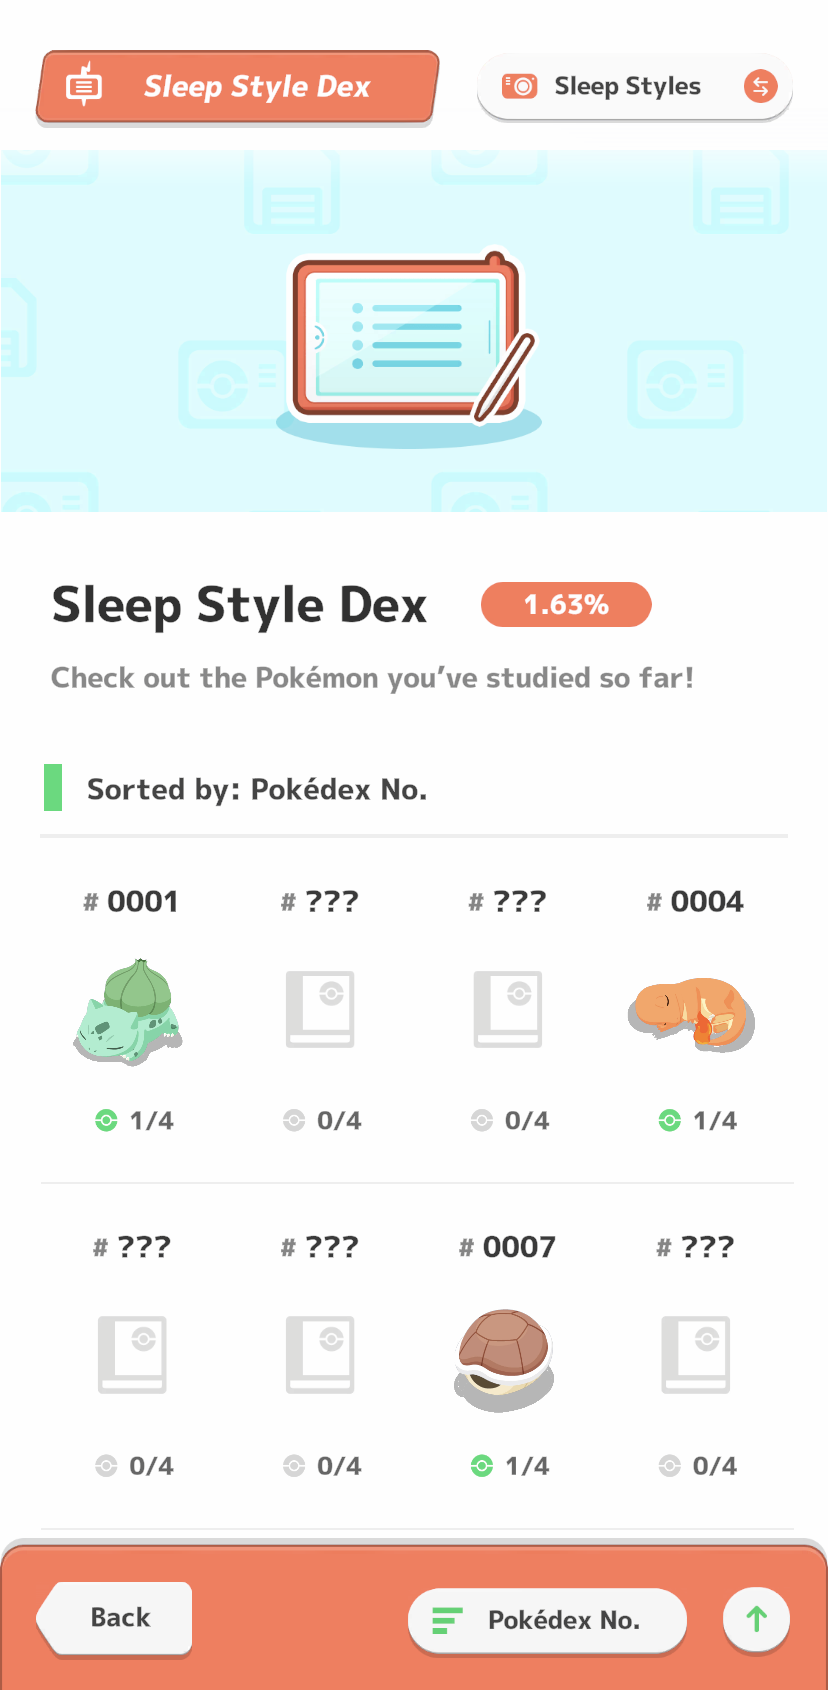 Sleep Style Dex
Sleep Styles
Sleep Style Dex 1.63%
Check out the Pokémon you’ve studied so far!
Sorted by: Pokédex No.
# 0001 # ??? # ??? # 0004
1/4 0/4 0/4 1/4
# ??? # ??? # 0007 # ???
0/4 0/4 1/4 0/4
Back Pokédex No.